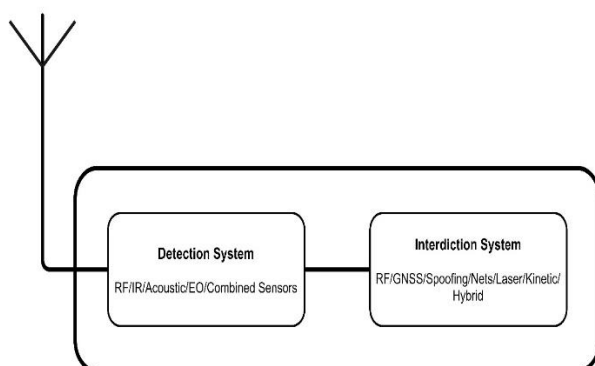 Detection System
RF/IR/Acoustic/EO/Combined Sensors
Interdiction System
RF/GNSS/Spoofing/Nets/Laser/Kinetic/
Hybrid